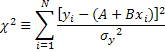 χ² ≡ ∑_{i=1}^{N} [y_i − (A + Bx_i)]² / σ_y²